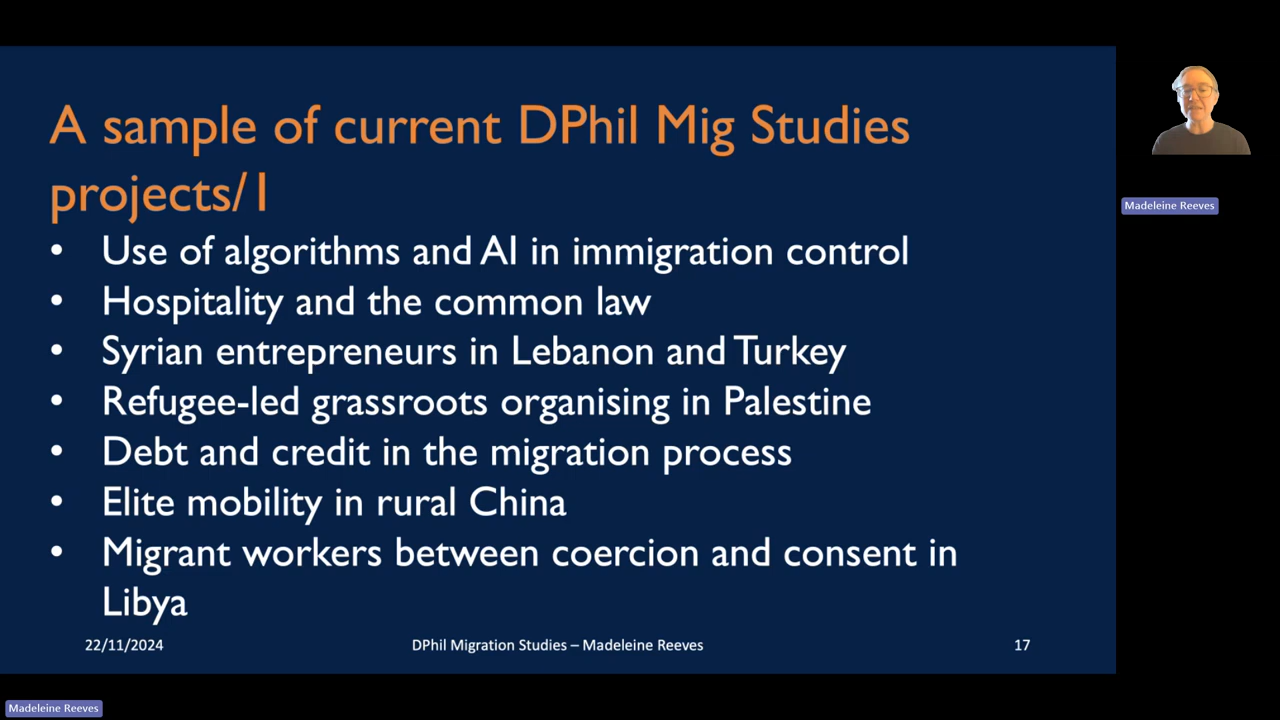 A sample of current DPhil Mig Studies
projects/1
• Use of algorithms and AI in immigration control
• Hospitality and the common law
• Syrian entrepreneurs in Lebanon and Turkey
• Refugee-led grassroots organising in Palestine
• Debt and credit in the migration process
• Elite mobility in rural China
• Migrant workers between coercion and consent in
Libya
22/11/2024
DPhil Migration Studies – Madeleine Reeves
17
Madeleine Reeves
Madeleine Reeves